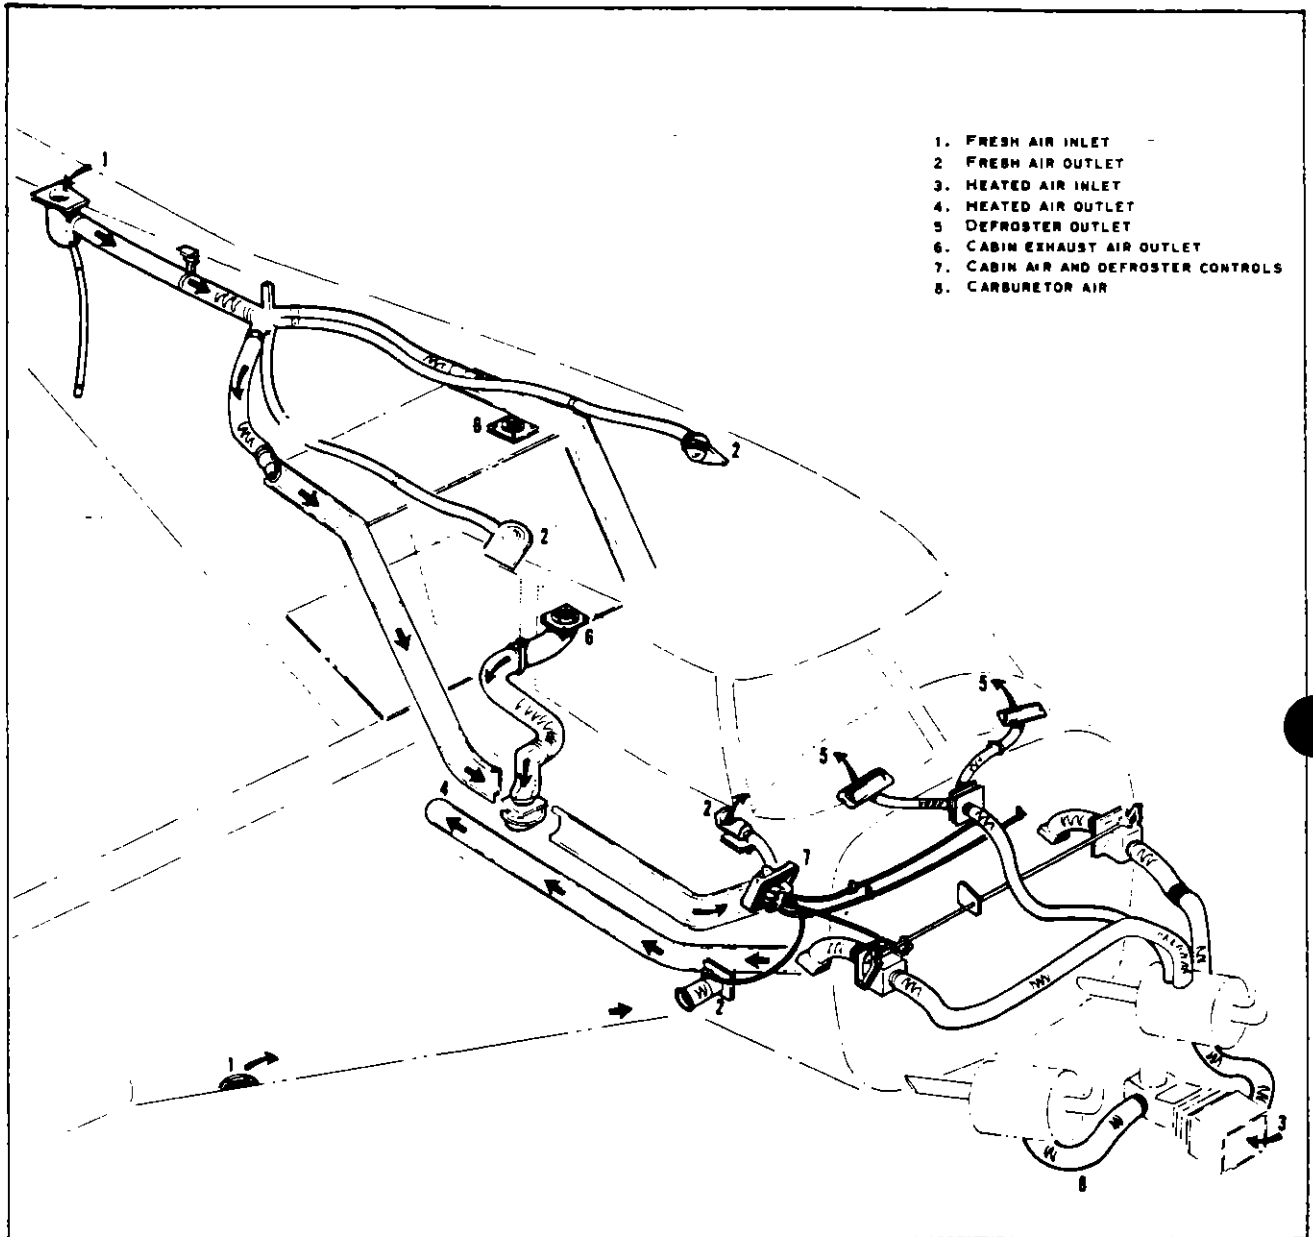 1. FRESH AIR INLET
2 FRESH AIR OUTLET
3. HEATED AIR INLET
4. HEATED AIR OUTLET
5 DEFROSTER OUTLET
6. CABIN EXHAUST AIR OUTLET
7. CABIN AIR AND DEFROSTER CONTROLS
8. CARBURETOR AIR
1
6
2
2
6
5
5
4
2
7
2
1
3
8